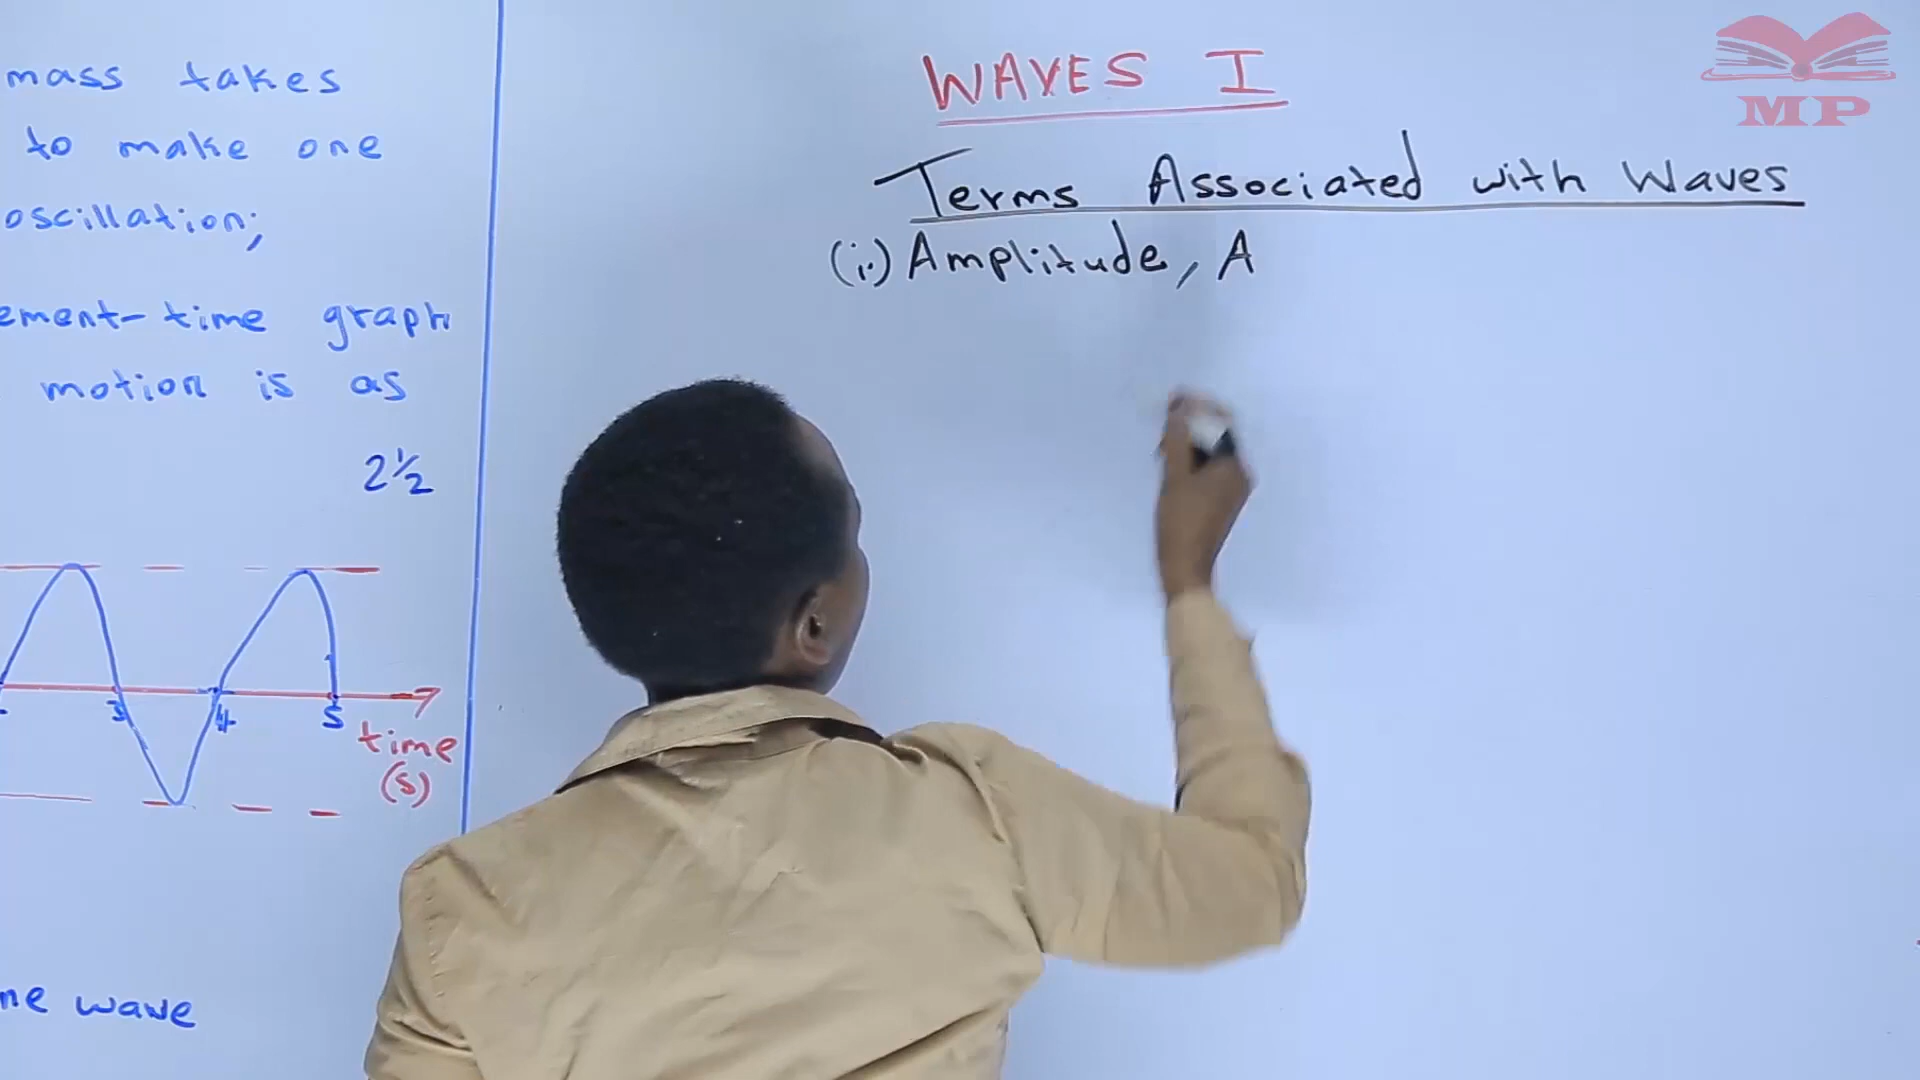 mass takes
to make one
oscillation;
ement-time graph
motion is as
2½
3 4 5
time
(s)
ne wave
WAVES I
Terms Associated with Waves
(i) Amplitude, A
MP